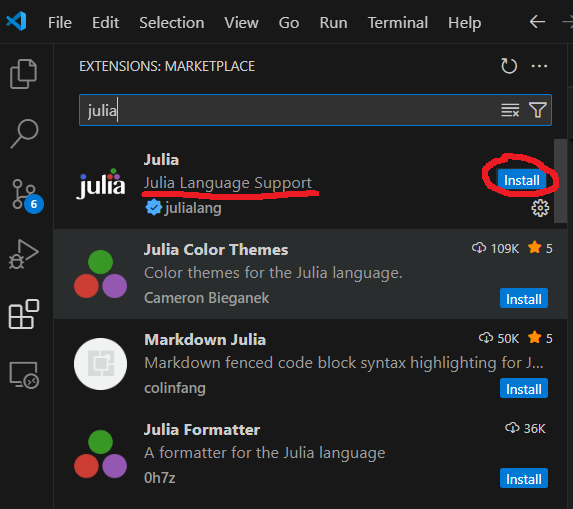 File Edit Selection View Go Run Terminal Help
EXTENSIONS: MARKETPLACE
julia
Julia
julia
Julia Language Support
Install
julialang
6
Julia Color Themes
109K 5
Color themes for the Julia language.
Cameron Bieganek
Install
Markdown Julia
50K 5
Markdown fenced code block syntax highlighting for J...
colinfang
Install
Julia Formatter
36K
A formatter for the Julia language
0h7z
Install